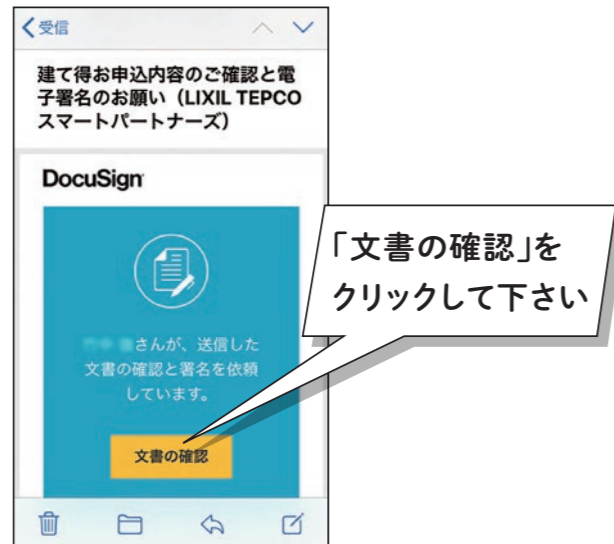 受信
建て得お申込内容のご確認と電
子署名のお願い（LIXIL TEPCO
スマートパートナーズ）
DocuSign
さんが、送信した
文書の確認と署名を依頼
しています。
文書の確認
「文書の確認」を
クリックして下さい